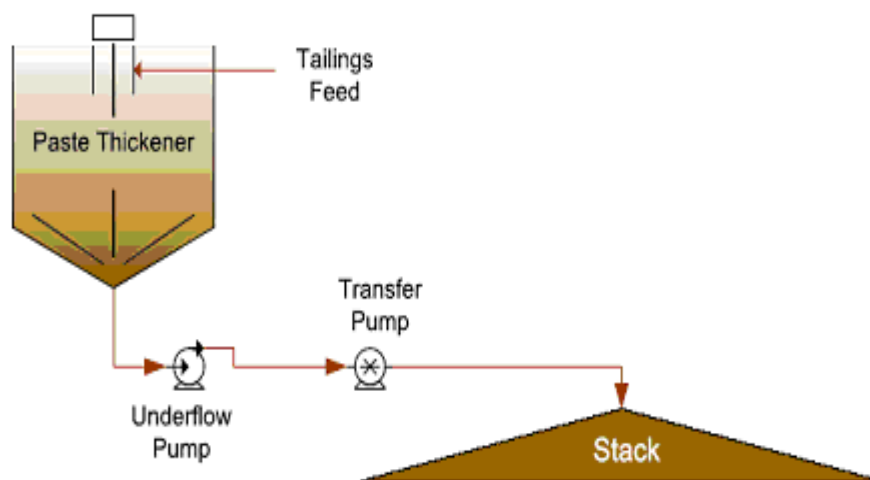 Tailings
Feed
Paste Thickener
Transfer
Pump
Underflow
Pump
Stack